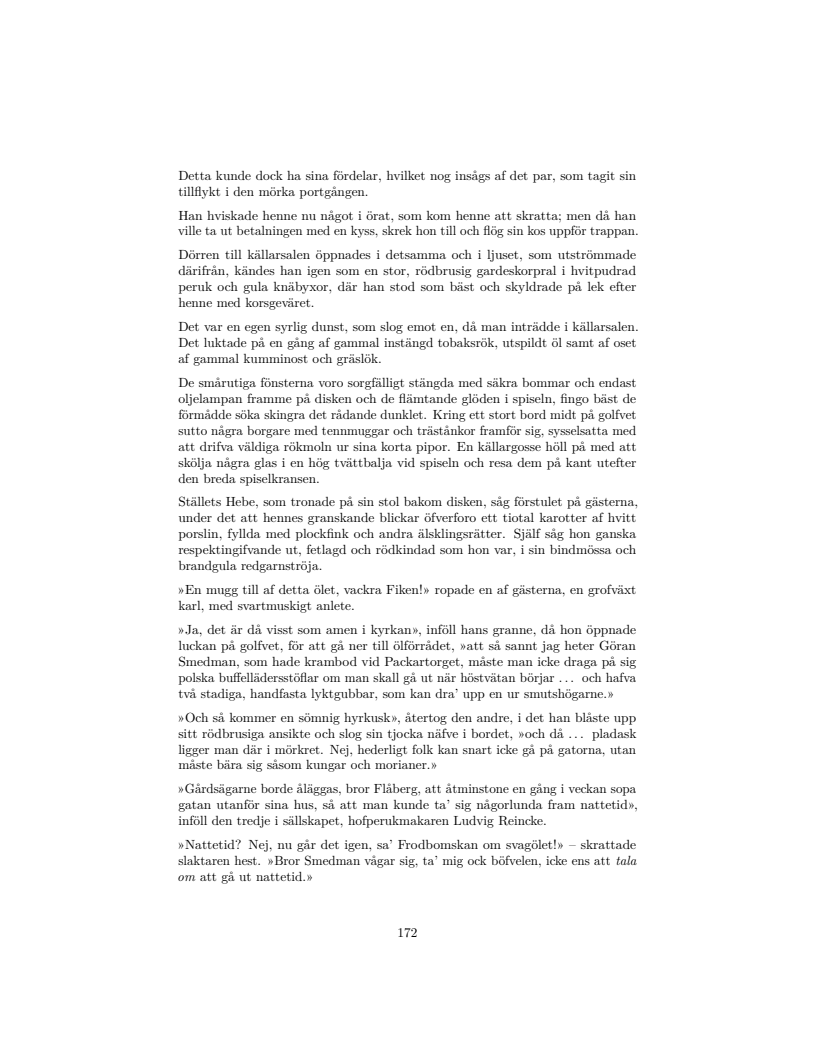 Detta kunde dock ha sina fördelar, hvilket nog insågs af det par, som tagit sin
tillflykt i den mörka portgången.
Han hviskade henne nu något i örat, som kom henne att skratta; men då han
ville ta ut betalningen med en kyss, skrek hon till och flög sin kos uppför trappan.
Dörren till källarsalen öppnades i detsamma och i ljuset, som utströmmade
därifrån, kändes han igen som en stor, rödbrusig gardeskorpral i hvitpudrad
peruk och gula knäbyxor, där han stod som bäst och skyldrade på lek efter
henne med korsgeväret.
Det var en egen syrlig dunst, som slog emot en, då man inträdde i källarsalen.
Det luktade på en gång af gammal instängd tobaksrök, utspildt öl samt af oset
af gammal kumminost och gräslök.
De smårutiga fönsterna voro sorgfälligt stängda med säkra bommar och endast
oljelampan framme på disken och de flämtande glöden i spiseln, fingo bäst de
förmådde söka skingra det rådande dunklet. Kring ett stort bord midt på golfvet
sutto några borgare med tennmuggar och trästånkor framför sig, sysselsatta med
att drifva väldiga rökmoln ur sina korta pipor. En källargosse höll på med att
skölja några glas i en hög tvättbalja vid spiseln och resa dem på kant utefter
den breda spiselkransen.
Ställets Hebe, som tronade på sin stol bakom disken, såg förstulet på gästerna,
under det att hennes granskande blickar öfverforo ett tiotal karotter af hvitt
porslin, fyllda med plockfink och andra älsklingsrätter. Själf såg hon ganska
respektingifvande ut, fetlagd och rödkindad som hon var, i sin bindmössa och
brandgula redgarnströja.
»En mugg till af detta ölet, vackra Fiken!» ropade en af gästerna, en grofväxt
karl, med svartmuskigt anlete.
»Ja, det är då visst som amen i kyrkan», inföll hans granne, då hon öppnade
luckan på golfvet, för att gå ner till ölförrådet, »att så sannt jag heter Göran
Smedman, som hade krambod vid Packartorget, måste man icke draga på sig
polska buffellädersstöflar om man skall gå ut när höstvätan börjar . . . och hafva
två stadiga, handfasta lyktgubbar, som kan dra' upp en ur smutshögarne.»
»Och så kommer en sömnig hyrkusk», återtog den andre, i det han blåste upp
sitt rödbrusiga ansikte och slog sin tjocka näfve i bordet, »och då . . . pladask
ligger man där i mörkret. Nej, hederligt folk kan snart icke gå på gatorna, utan
måste bära sig såsom kungar och morianer.»
»Gårdsägarne borde åläggas, bror Flåberg, att åtminstone en gång i veckan sopa
gatan utanför sina hus, så att man kunde ta' sig någorlunda fram nattetid»,
inföll den tredje i sällskapet, hofperukmakaren Ludvig Reincke.
»Nattetid? Nej, nu går det igen, sa' Frodbomskan om svagölet!» – skrattade
slaktaren hest. »Bror Smedman vågar sig, ta' mig ock böfvelen, icke ens att tala
om att gå ut nattetid.»
172